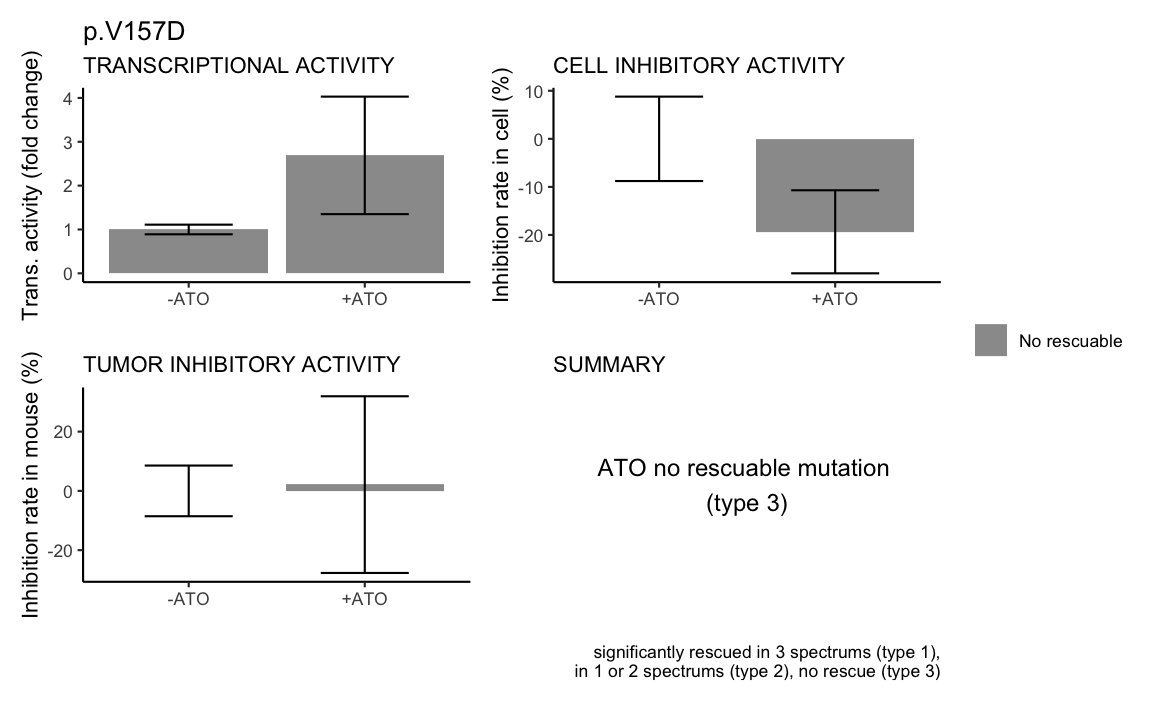 p.V157D
TRANSCRIPTIONAL ACTIVITY
Trans. activity (fold change)
4
3
2
1
0
-ATO
+ATO
CELL INHIBITORY ACTIVITY
Inhibition rate in cell (%)
10
0
-10
-20
-ATO
+ATO
No rescuable
TUMOR INHIBITORY ACTIVITY
Inhibition rate in mouse (%)
20
0
-20
-ATO
+ATO
SUMMARY
ATO no rescuable mutation
(type 3)
significantly rescued in 3 spectrums (type 1),
in 1 or 2 spectrums (type 2), no rescue (type 3)